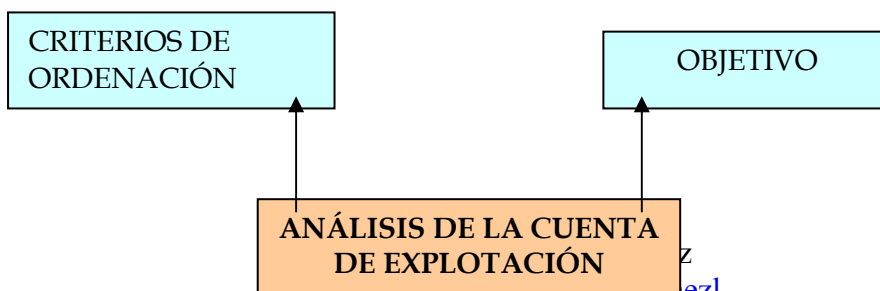 CRITERIOS DE
ORDENACIÓN
OBJETIVO
ANÁLISIS DE LA CUENTA
DE EXPLOTACIÓN